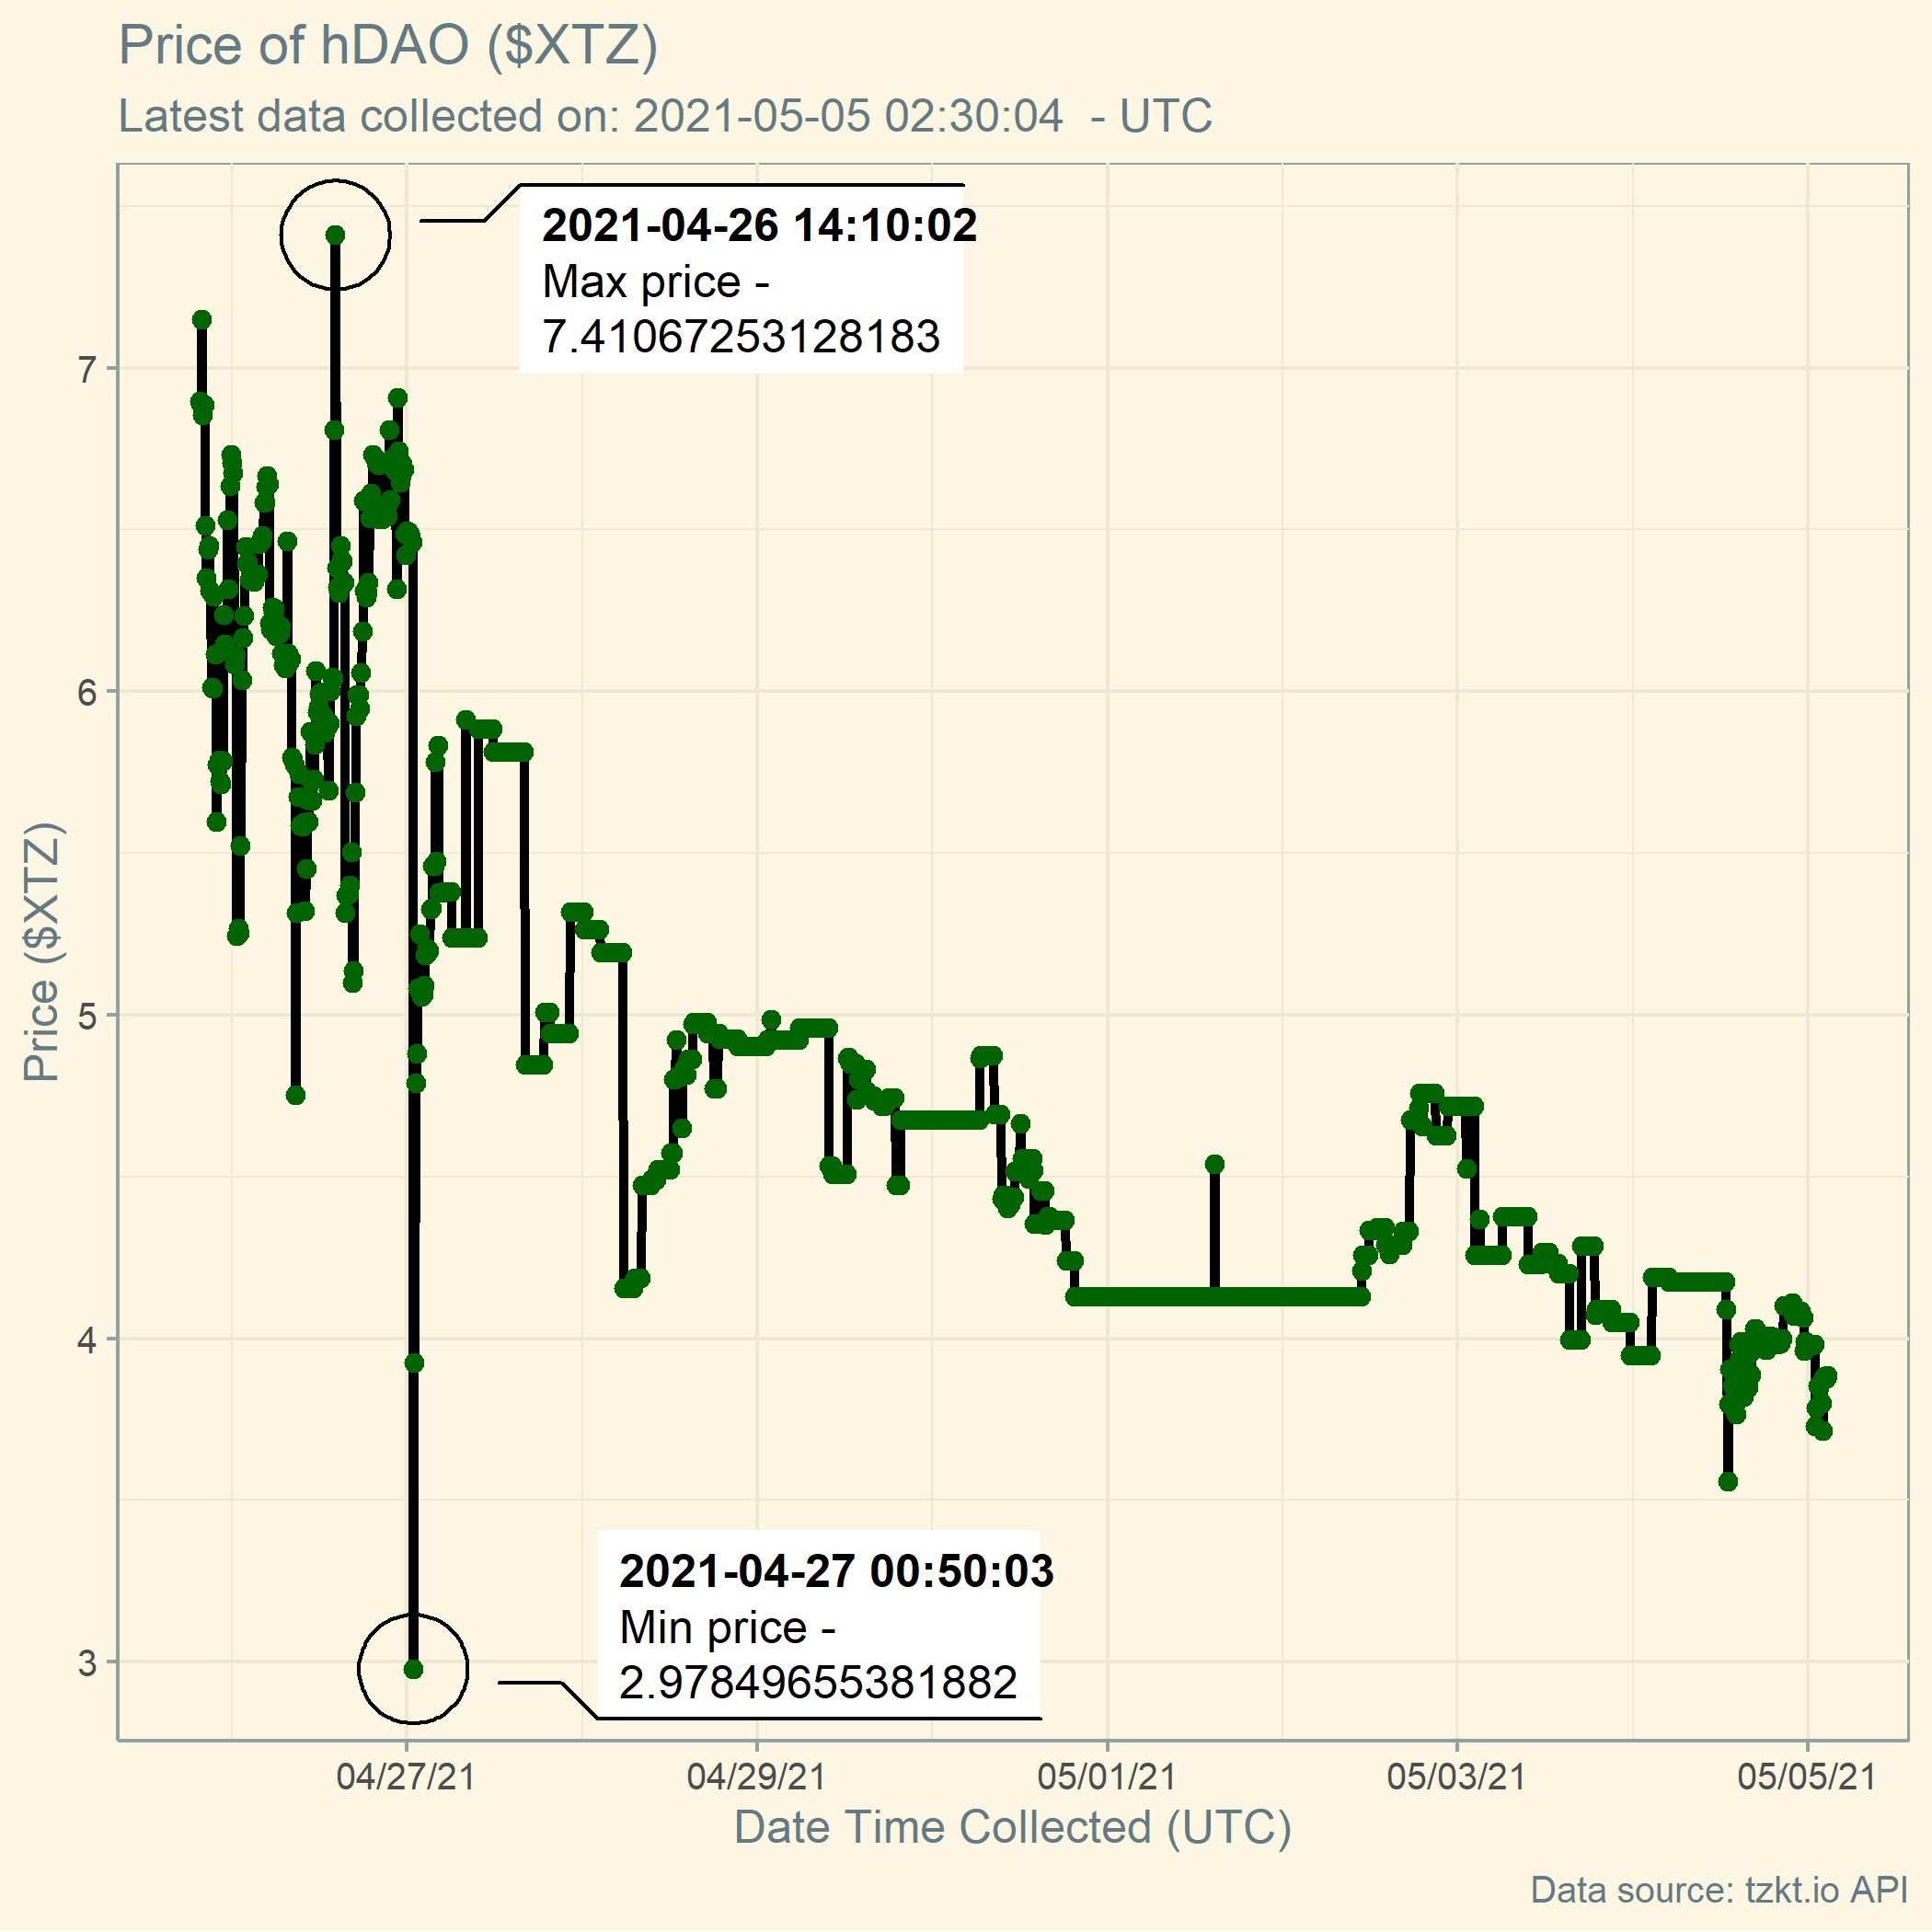 Price of hDAO ($XTZ)
Latest data collected on: 2021-05-05 02:30:04  - UTC
2021-04-26 14:10:02
Max price -
7.41067253128183
7
6
5
4
3
Price ($XTZ)
2021-04-27 00:50:03
Min price -
2.97849655381882
04/27/21
04/29/21
05/01/21
05/03/21
05/05/21
Date Time Collected (UTC)
Data source: tzkt.io API